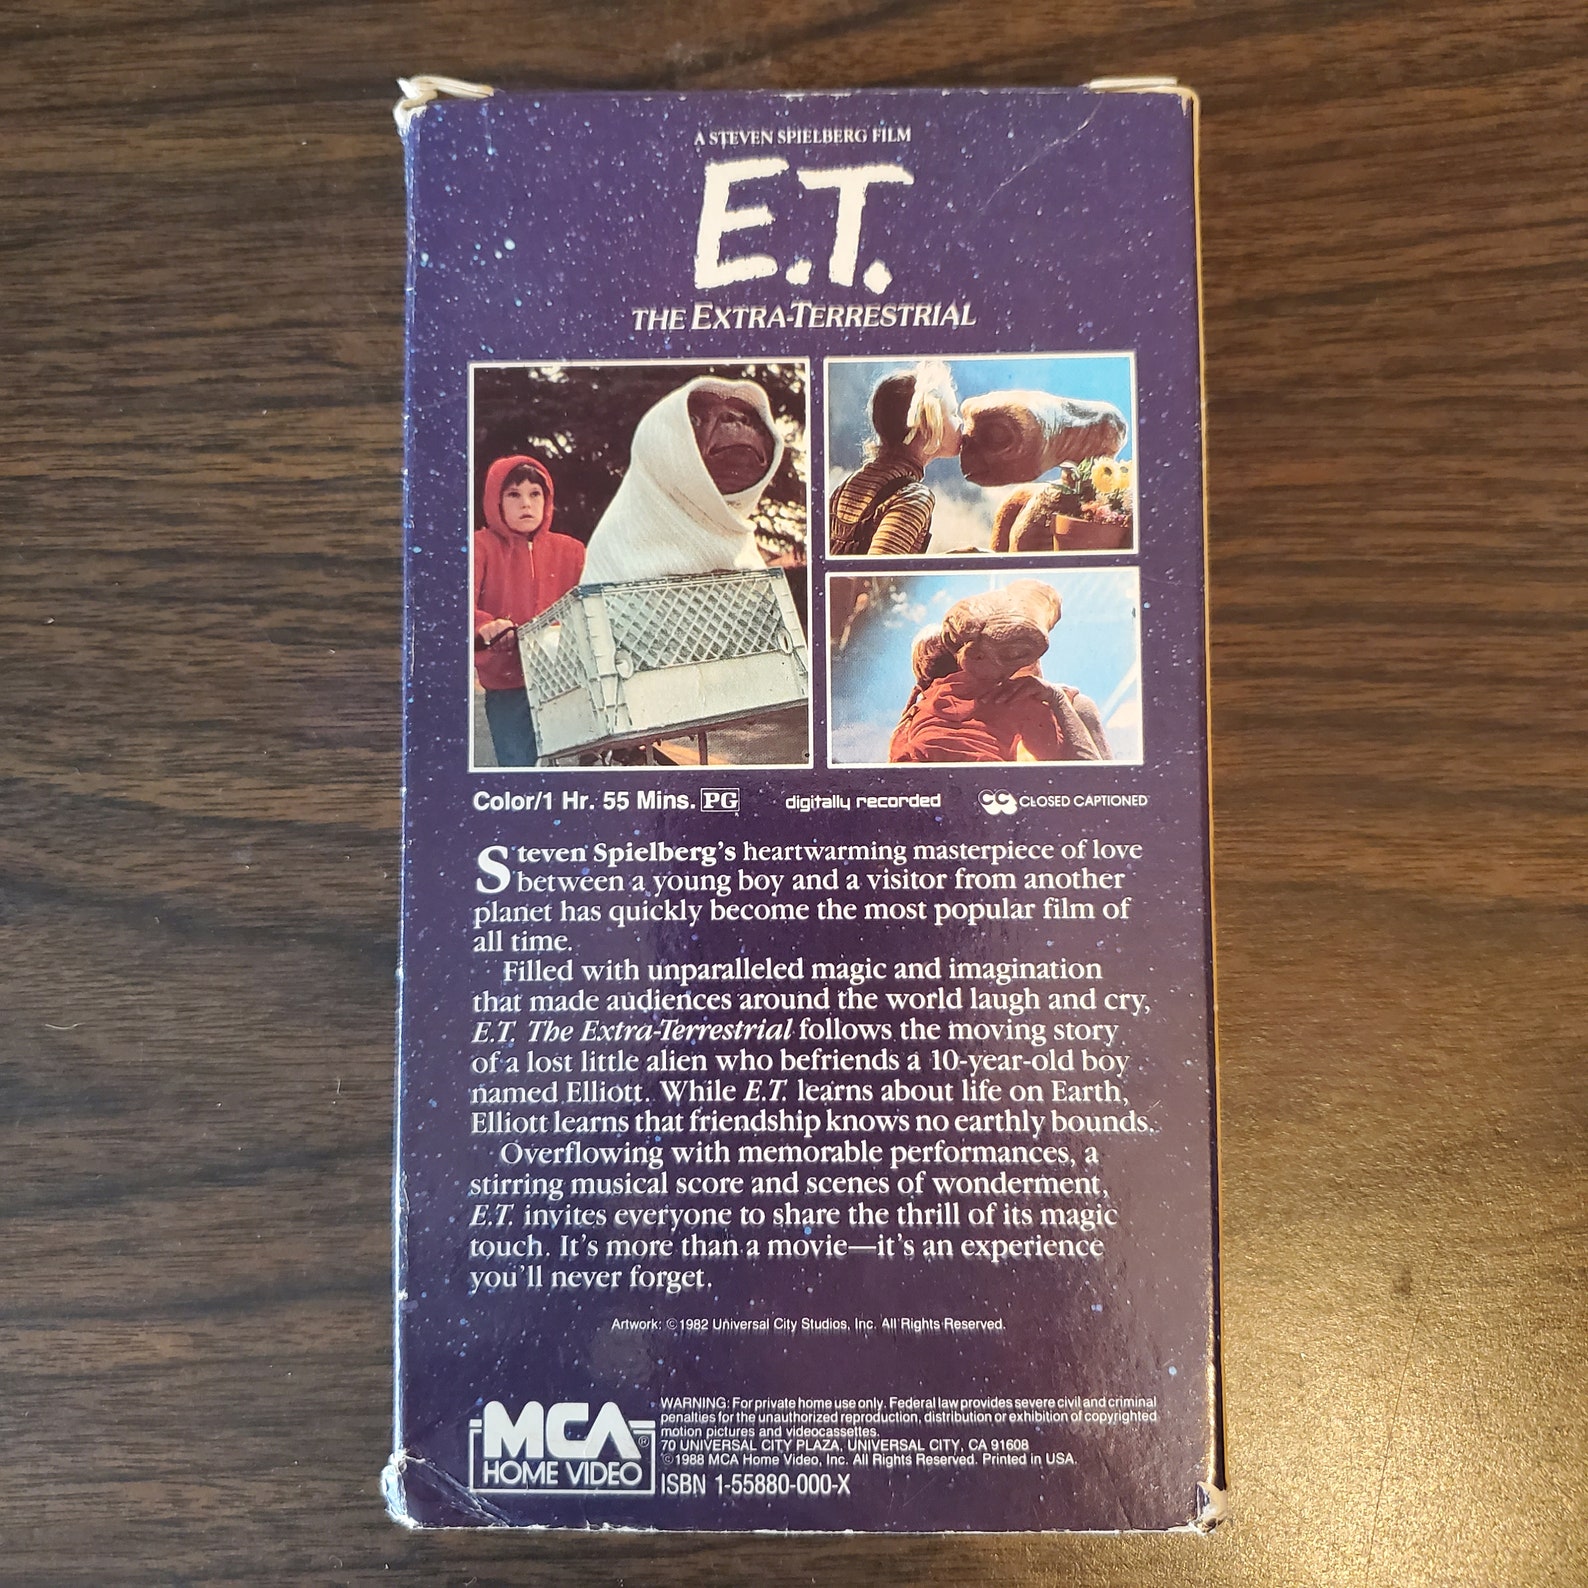 A STEVEN SPIELBERG FILM
E.T.
THE EXTRA-TERRESTRIAL
Color/1 Hr. 55 Mins. PG digitally recorded CC CLOSED CAPTIONED
Steven Spielberg's heartwarming masterpiece of love
between a young boy and a visitor from another
planet has quickly become the most popular film of
all time.
Filled with unparalleled magic and imagination
that made audiences around the world laugh and cry,
E.T. The Extra-Terrestrial follows the moving story
of a lost little alien who befriends a 10-year-old boy
named Elliott. While E.T. learns about life on Earth,
Elliott learns that friendship knows no earthly bounds.
Overflowing with memorable performances, a
stirring musical score and scenes of wonderment,
E.T. invites everyone to share the thrill of its magic
touch. It's more than a movie—it's an experience
you'll never forget.
Artwork: ©1982 Universal City Studios, Inc. All Rights Reserved.
MCA®
HOME VIDEO
WARNING: For private home use only. Federal law provides severe civil and criminal
penalties for the unauthorized reproduction, distribution or exhibition of copyrighted
motion pictures and videocassettes.
70 UNIVERSAL CITY PLAZA, UNIVERSAL CITY, CA 91608
©1988 MCA Home Video, Inc. All Rights Reserved. Printed in USA.
ISBN 1-55880-000-X